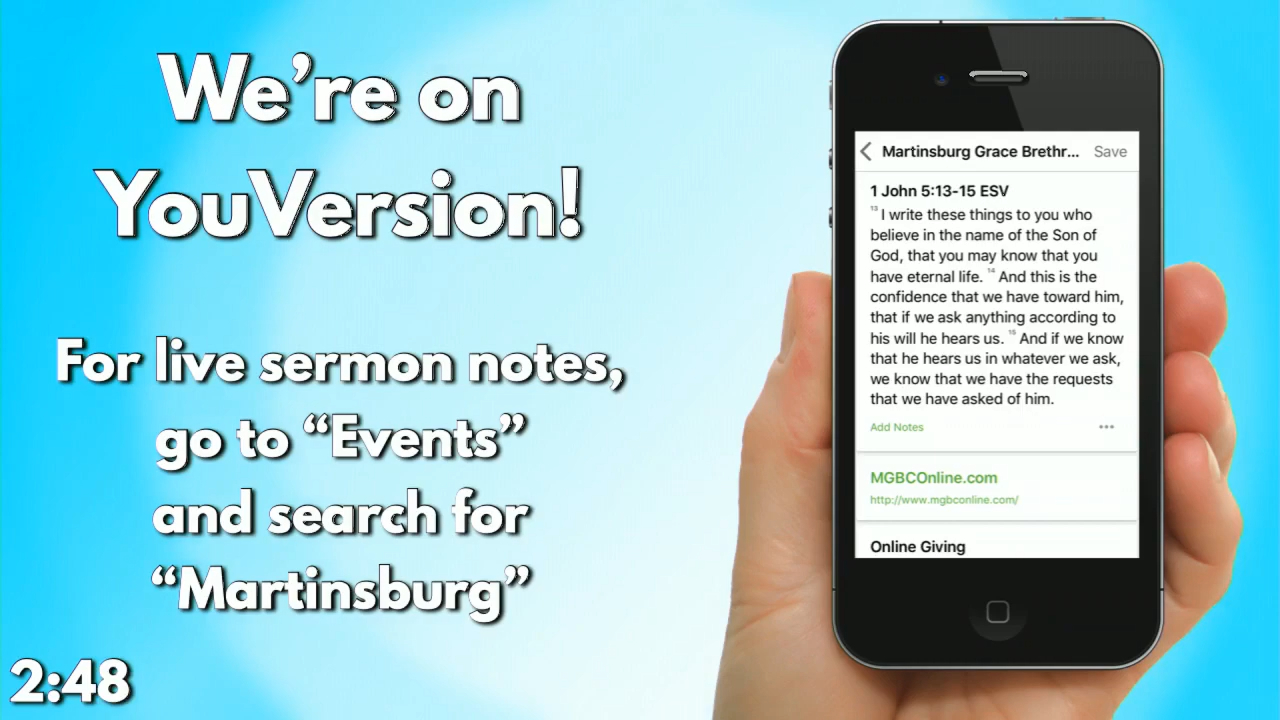 We're on
YouVersion!
For live sermon notes,
go to “Events”
and search for
“Martinsburg”
2:48
Martinsburg Grace Brethr... Save
1 John 5:13-15 ESV
13 I write these things to you who
believe in the name of the Son of
God, that you may know that you
have eternal life. 14 And this is the
confidence that we have toward him,
that if we ask anything according to
his will he hears us. 15 And if we know
that he hears us in whatever we ask,
we know that we have the requests
that we have asked of him.
Add Notes
MGBCOnline.com
http://www.mgbconline.com/
Online Giving